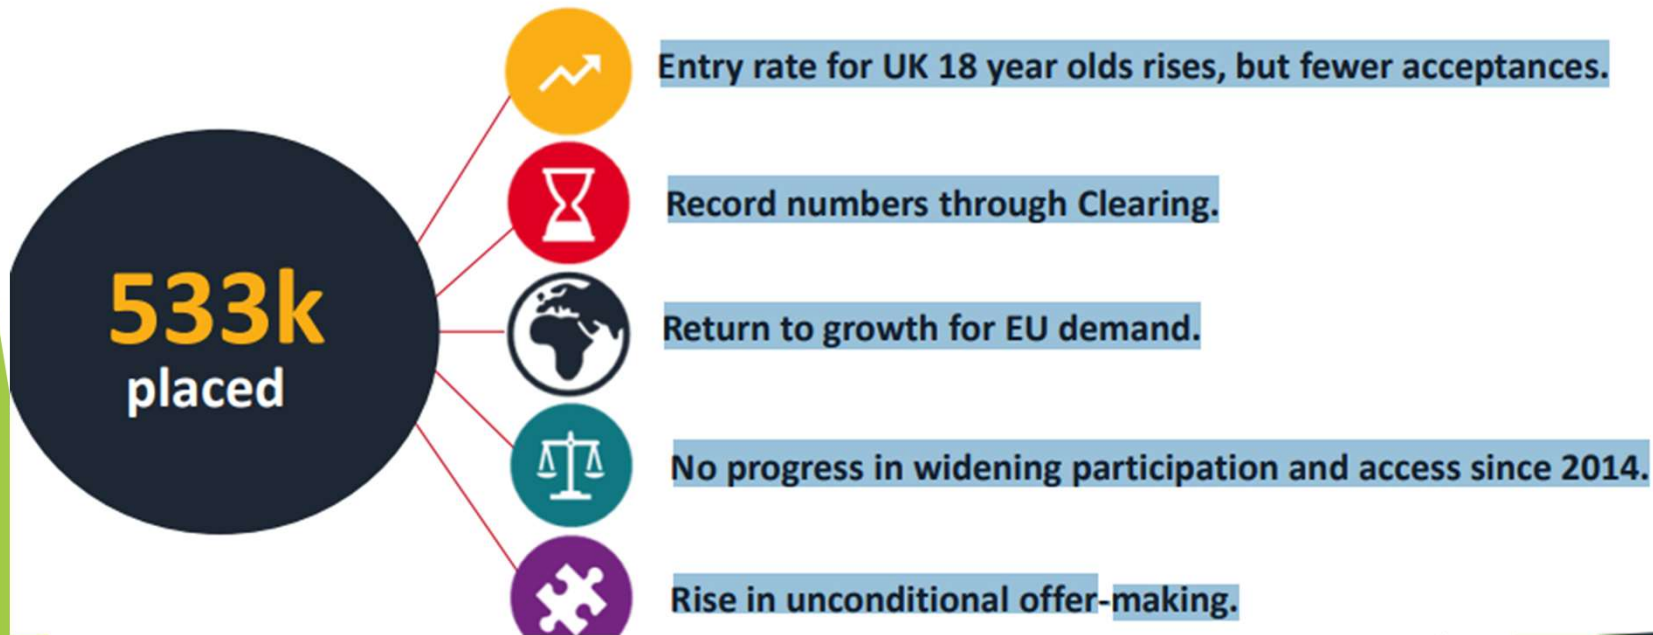 533k
placed
Entry rate for UK 18 year olds rises, but fewer acceptances.
Record numbers through Clearing.
Return to growth for EU demand.
No progress in widening participation and access since 2014.
Rise in unconditional offer-making.